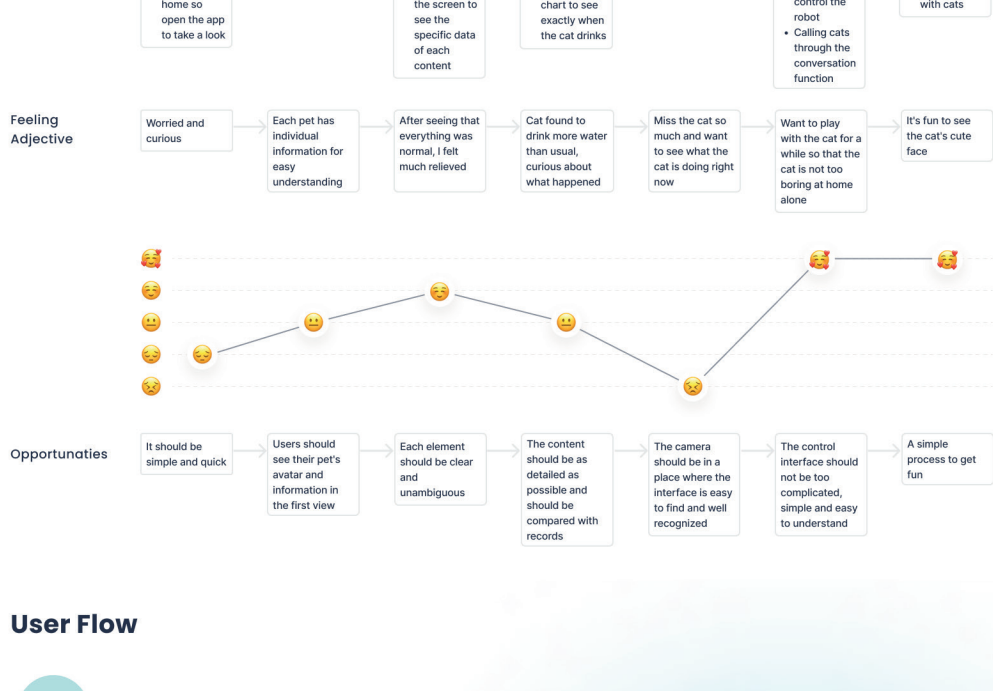 home so
open the app
to take a look
the screen to
see the
specific data
of each
content
chart to see
exactly when
the cat drinks
control the
robot
• Calling cats
through the
conversation
function
with cats
Feeling
Adjective
Worried and
curious
Each pet has
individual
information for
easy
understanding
After seeing that
everything was
normal, I felt
much relieved
Cat found to
drink more water
than usual,
curious about
what happened
Miss the cat so
much and want
to see what the
cat is doing right
now
Want to play
with the cat for a
while so that the
cat is not too
boring at home
alone
It's fun to see
the cat's cute
face
Opportunaties
It should be
simple and quick
Users should
see their pet's
avatar and
information in
the first view
Each element
should be clear
and
unambiguous
The content
should be as
detailed as
possible and
should be
compared with
records
The camera
should be in a
place where the
interface is easy
to find and well
recognized
The control
interface should
not be too
complicated,
simple and easy
to understand
A simple
process to get
fun
User Flow